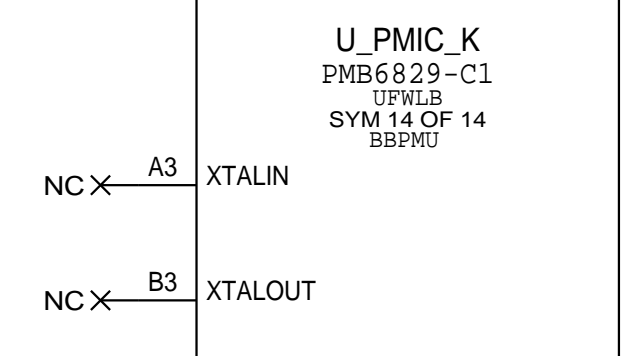 U_PMIC_K
PMB6829-C1
UFWLB
SYM 14 OF 14
BBPMU
NC A3 XTALIN
NC B3 XTALOUT